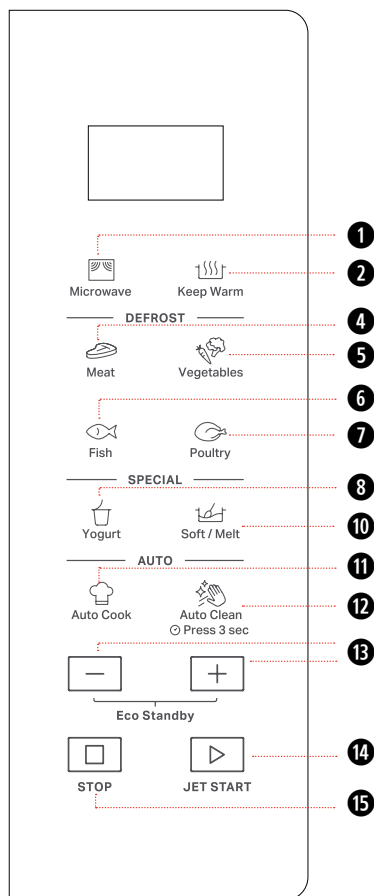 1
2
Microwave Keep Warm
DEFROST
4
5
Meat Vegetables
6
7
Fish Poultry
SPECIAL
8
10
Yogurt Soft / Melt
AUTO
11
12
Auto Cook Auto Clean
Press 3 sec
13
− +
Eco Standby
14
STOP JET START
15